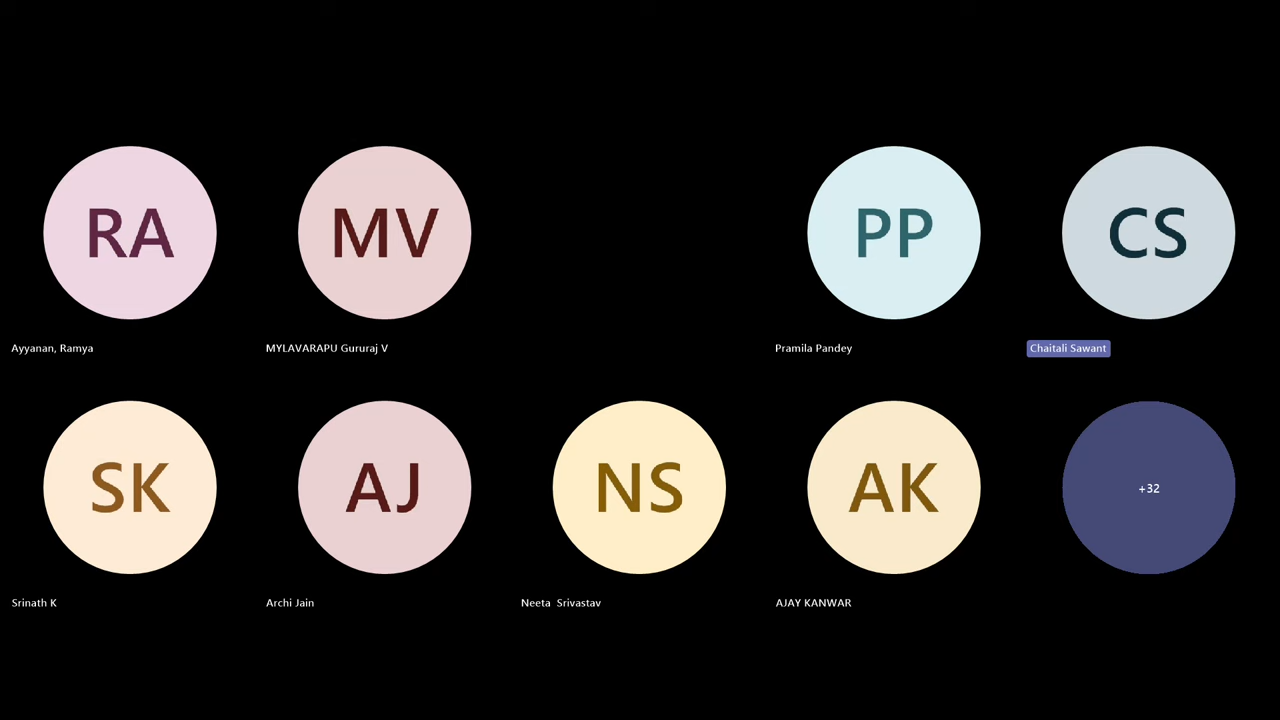 RA
MV
PP
CS
Ayyanan, Ramya
MYLAVARAPU Gururaj V
Pramila Pandey
Chaitali Sawant
SK
AJ
NS
AK
+32
Srinath K
Archi Jain
Neeta  Srivastav
AJAY KANWAR